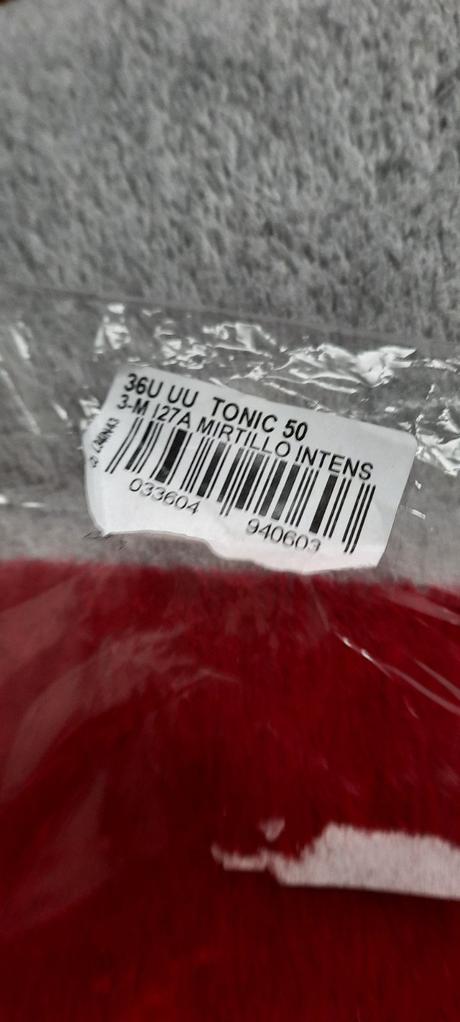 36U UU TONIC 50
3-M I27A MIRTILLO INTENS
033604 940603